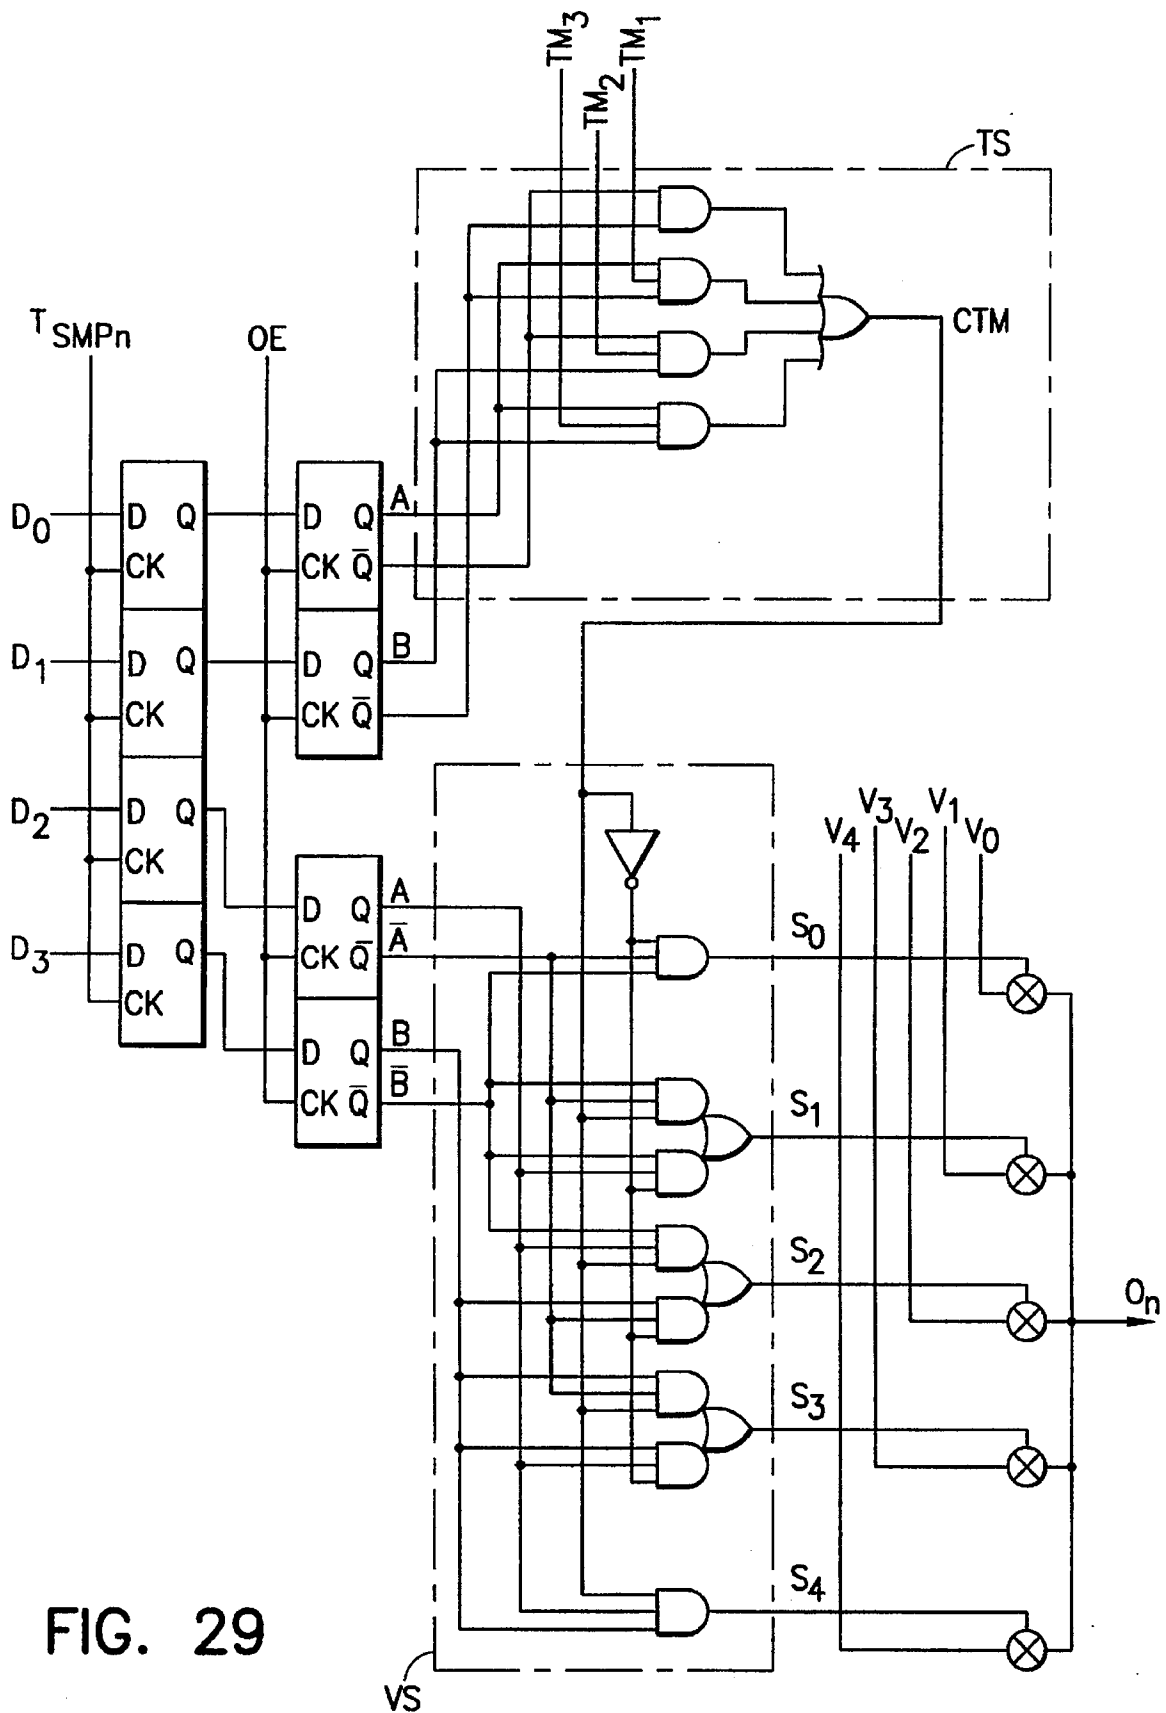 TM3 TM2 TM1
TS
TSMPn OE CTM
D0 D Q D Q A
CK CK Q̅
D1 D Q D Q B
CK CK Q̅
D2 D Q
CK
V4 V3 V2 V1 V0
D Q A
D3 D Q CK Q̅ A̅ S0
CK
D Q B
CK Q̅ B̅
S1
S2
On
S3
S4
FIG. 29
VS